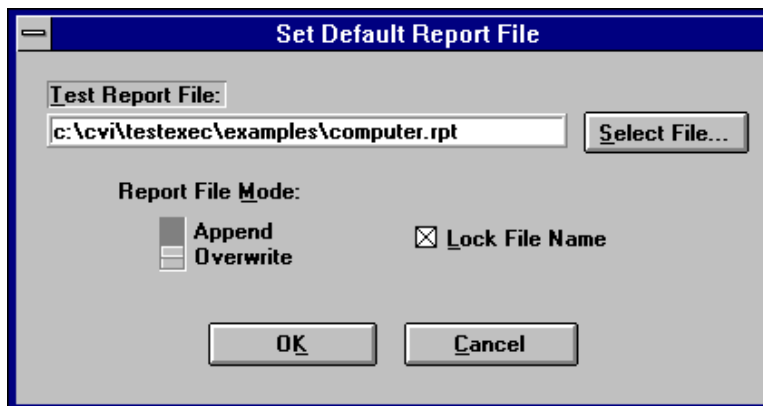 Set Default Report File
Test Report File:
c:\cvi\testexec\examples\computer.rpt
Select File...
Report File Mode:
Append
Overwrite
Lock File Name
OK
Cancel